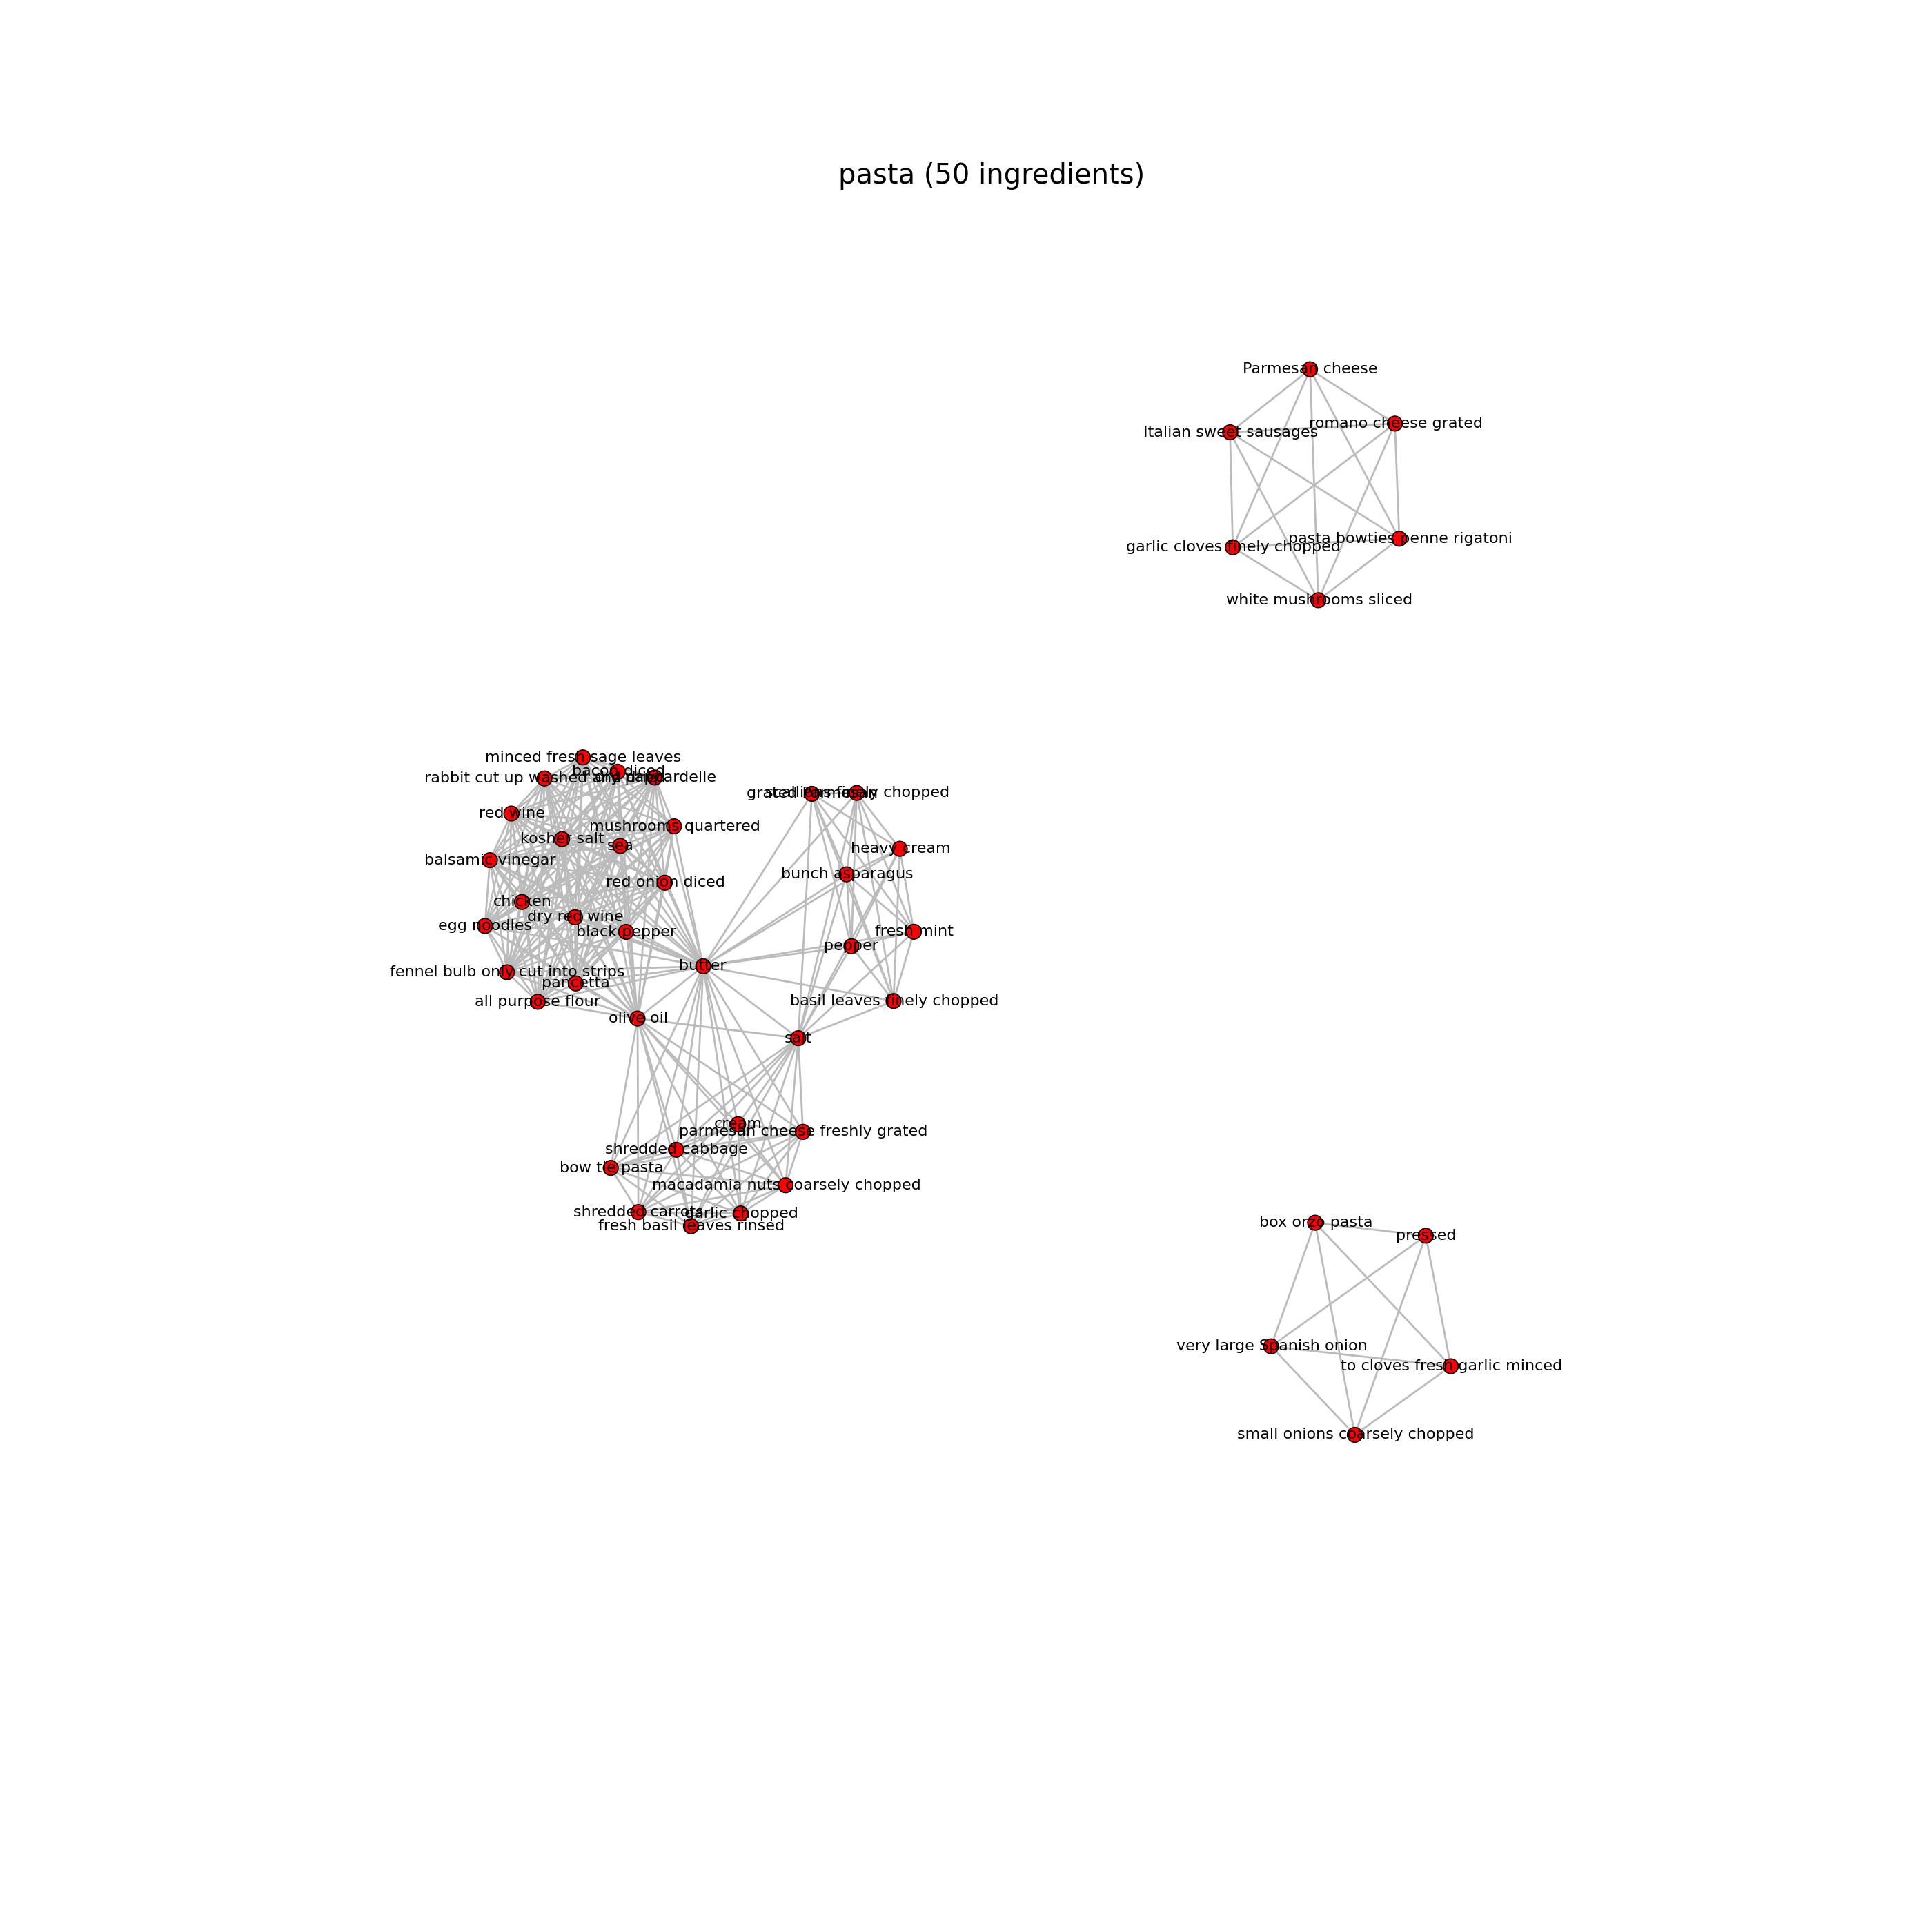 pasta (50 ingredients)
Parmesan cheese
romano cheese grated
Italian sweet sausages
pasta bowties penne rigatoni
garlic cloves finely chopped
white mushrooms sliced
minced fresh sage leaves
bacon diced
rabbit cut up washed and
pappardelle
grated Parmesan
scallions finely chopped
red wine
mushrooms quartered
kosher salt
sea
heavy cream
balsamic vinegar
bunch asparagus
red onion diced
chicken
dry red wine
egg noodles
black pepper
fresh mint
pepper
butter
fennel bulb only cut into strips
pancetta
all purpose flour
basil leaves finely chopped
olive oil
salt
cream
parmesan cheese freshly grated
shredded cabbage
bow tie pasta
macadamia nuts coarsely chopped
shredded carrots
garlic chopped
fresh basil leaves rinsed
box orzo pasta
pressed
very large Spanish onion
to cloves fresh garlic minced
small onions coarsely chopped